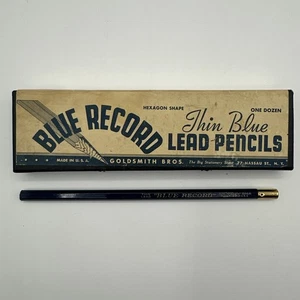 HEXAGON SHAPE
ONE DOZEN
BLUE RECORD
Thin Blue
LEAD PENCILS
MADE IN U.S.A.
GOLDSMITH BROS.
The Big Stationery Store
77 NASSAU ST., N. Y.
"BLUE RECORD"